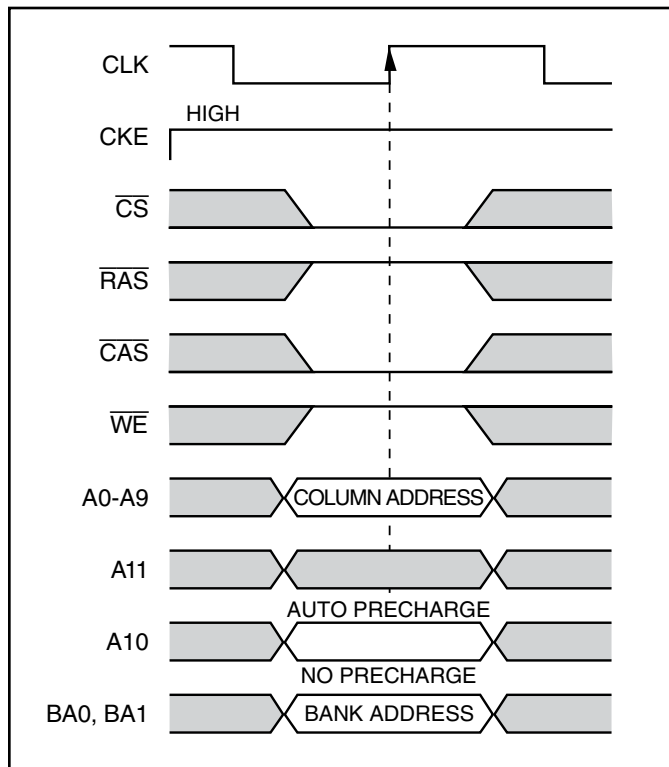 CLK
HIGH
CKE
CS
RAS
CAS
WE
A0-A9 COLUMN ADDRESS
A11
AUTO PRECHARGE
A10
NO PRECHARGE
BA0, BA1 BANK ADDRESS